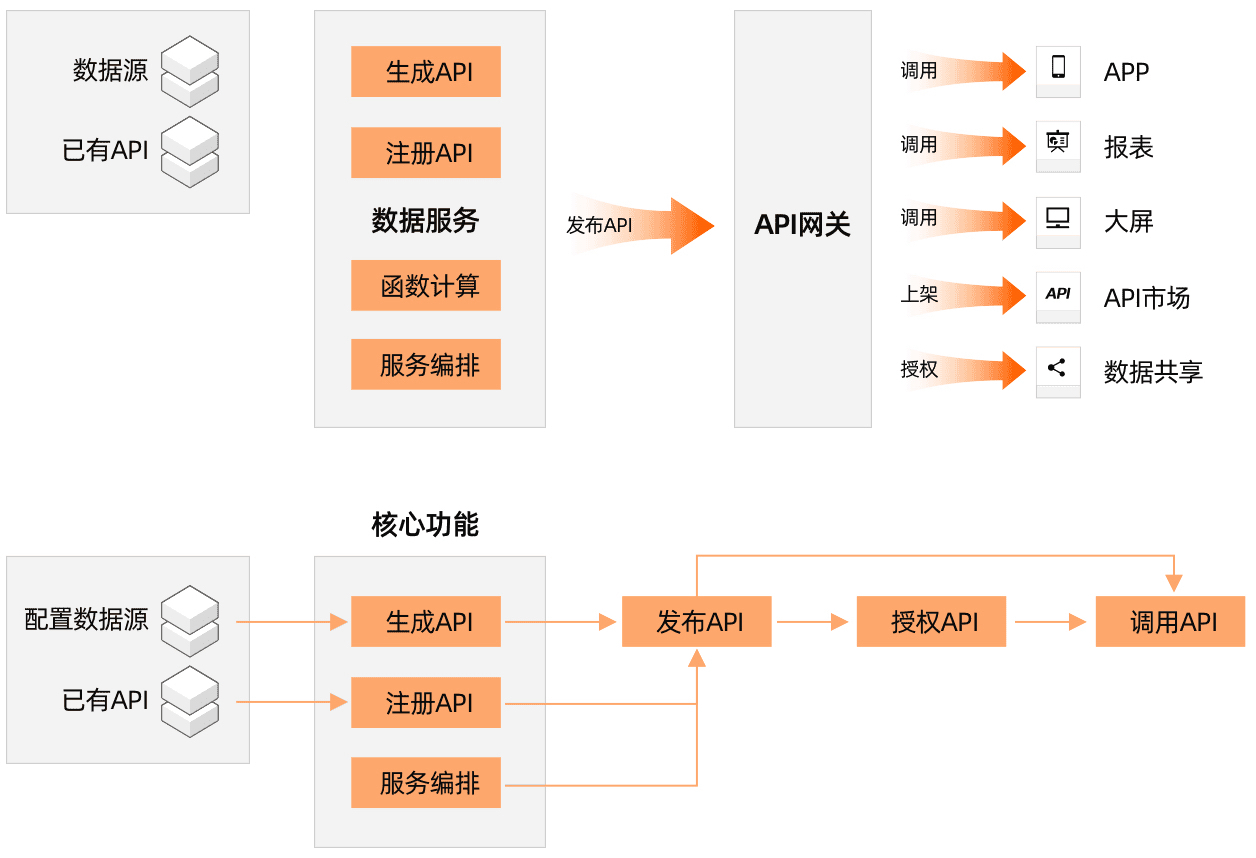 数据源
已有API
生成API
注册API
数据服务
函数计算
服务编排
发布API
API网关
调用
APP
调用
报表
调用
大屏
上架
API
API市场
授权
数据共享
核心功能
配置数据源
已有API
生成API
注册API
服务编排
发布API
授权API
调用API